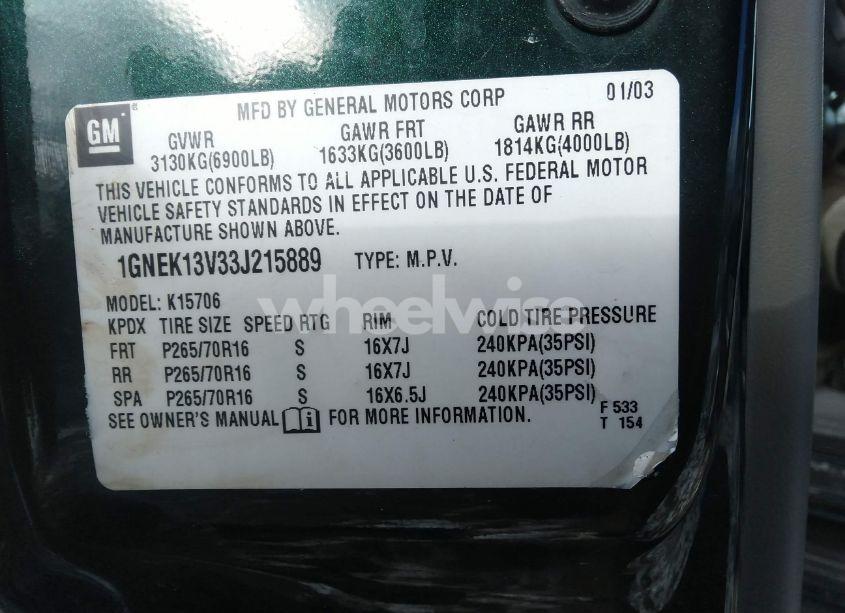 GM
MFD BY GENERAL MOTORS CORP 01/03
GVWR GAWR FRT GAWR RR
3130KG(6900LB) 1633KG(3600LB) 1814KG(4000LB)
THIS VEHICLE CONFORMS TO ALL APPLICABLE U.S. FEDERAL MOTOR
VEHICLE SAFETY STANDARDS IN EFFECT ON THE DATE OF
MANUFACTURE SHOWN ABOVE.
1GNEK13V33J215889 TYPE: M.P.V.
wheelwise
MODEL: K15706
KPDX TIRE SIZE SPEED RTG RIM COLD TIRE PRESSURE
FRT P265/70R16 S 16X7J 240KPA(35PSI)
RR P265/70R16 S 16X7J 240KPA(35PSI)
SPA P265/70R16 S 16X6.5J 240KPA(35PSI)
SEE OWNER'S MANUAL i FOR MORE INFORMATION.
F 533
T 154